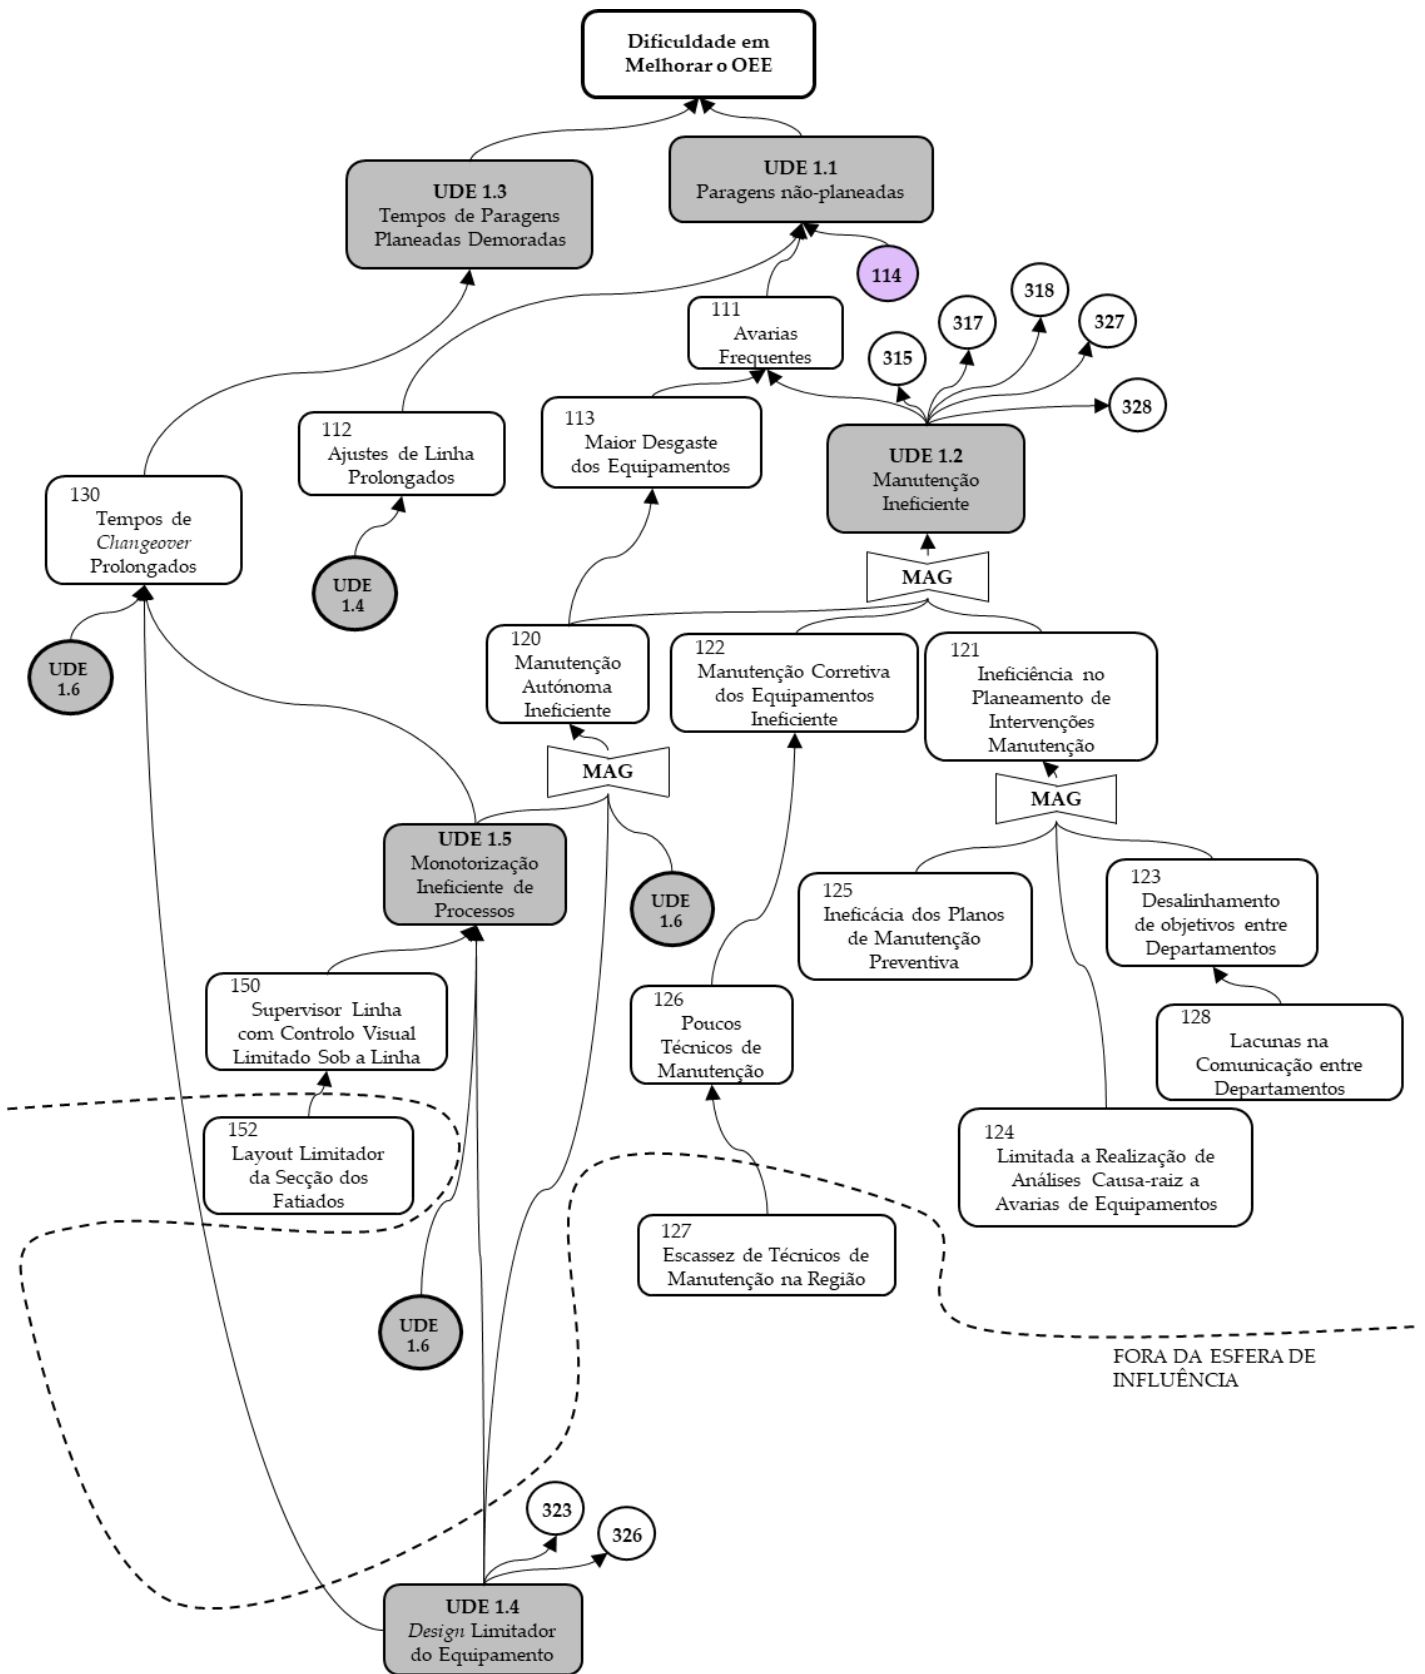 Dificuldade em
Melhorar o OEE
UDE 1.1
Paragens não-planeadas
UDE 1.3
Tempos de Paragens
Planeadas Demoradas
114
318
317
327
111
Avarias
Frequentes
315
328
113
Maior Desgaste
dos Equipamentos
112
Ajustes de Linha
Prolongados
UDE 1.2
Manutenção
Ineficiente
130
Tempos de
Changeover
Prolongados
UDE
1.4
MAG
UDE
1.6
120
Manutenção
Autónoma
Ineficiente
122
Manutenção Corretiva
dos Equipamentos
Ineficiente
121
Ineficiência no
Planeamento de
Intervenções
Manutenção
MAG
MAG
UDE 1.5
Monotorização
Ineficiente de
Processos
UDE
1.6
125
Ineficácia dos Planos
de Manutenção
Preventiva
123
Desalinhamento
de objetivos entre
Departamentos
150
Supervisor Linha
com Controlo Visual
Limitado Sob a Linha
126
Poucos
Técnicos de
Manutenção
128
Lacunas na
Comunicação entre
Departamentos
152
Layout Limitador
da Secção dos
Fatiados
124
Limitada a Realização de
Análises Causa-raiz a
Avarias de Equipamentos
127
Escassez de Técnicos de
Manutenção na Região
UDE
1.6
FORA DA ESFERA DE
INFLUÊNCIA
323
326
UDE 1.4
Design Limitador
do Equipamento